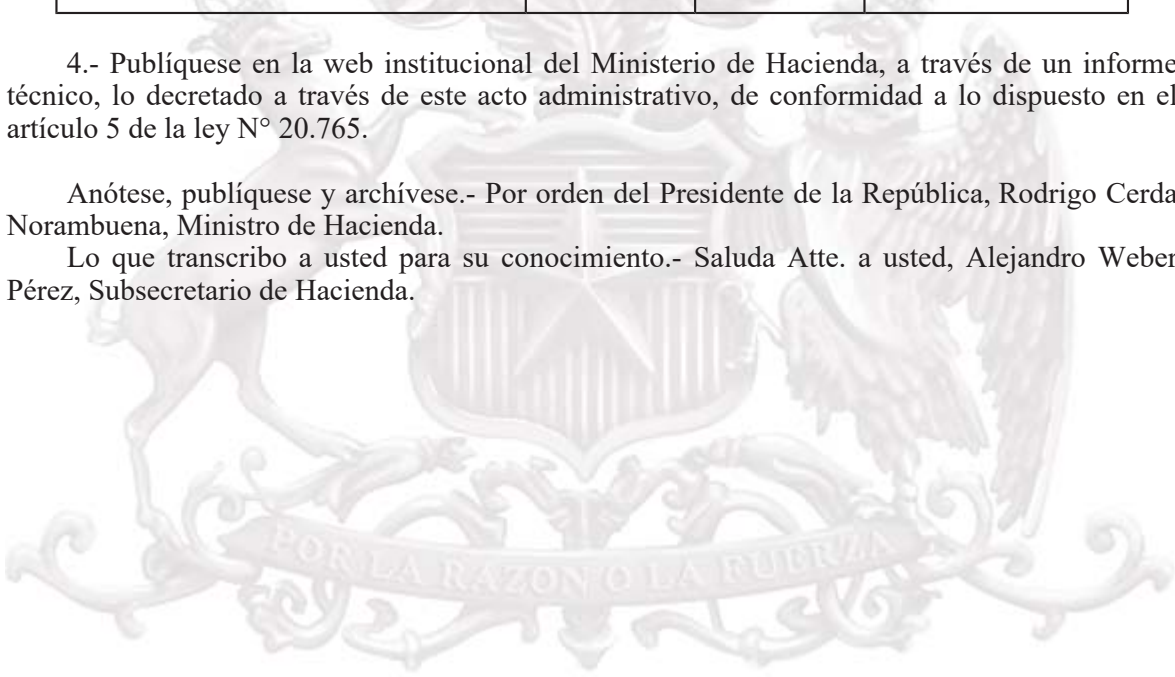 4.- Publíquese en la web institucional del Ministerio de Hacienda, a través de un informe
técnico, lo decretado a través de este acto administrativo, de conformidad a lo dispuesto en el
artículo 5 de la ley N° 20.765.
Anótese, publíquese y archívese.- Por orden del Presidente de la República, Rodrigo Cerda
Norambuena, Ministro de Hacienda.
Lo que transcribo a usted para su conocimiento.- Saluda Atte. a usted, Alejandro Weber
Pérez, Subsecretario de Hacienda.
POR LA RAZON O LA FUERZA